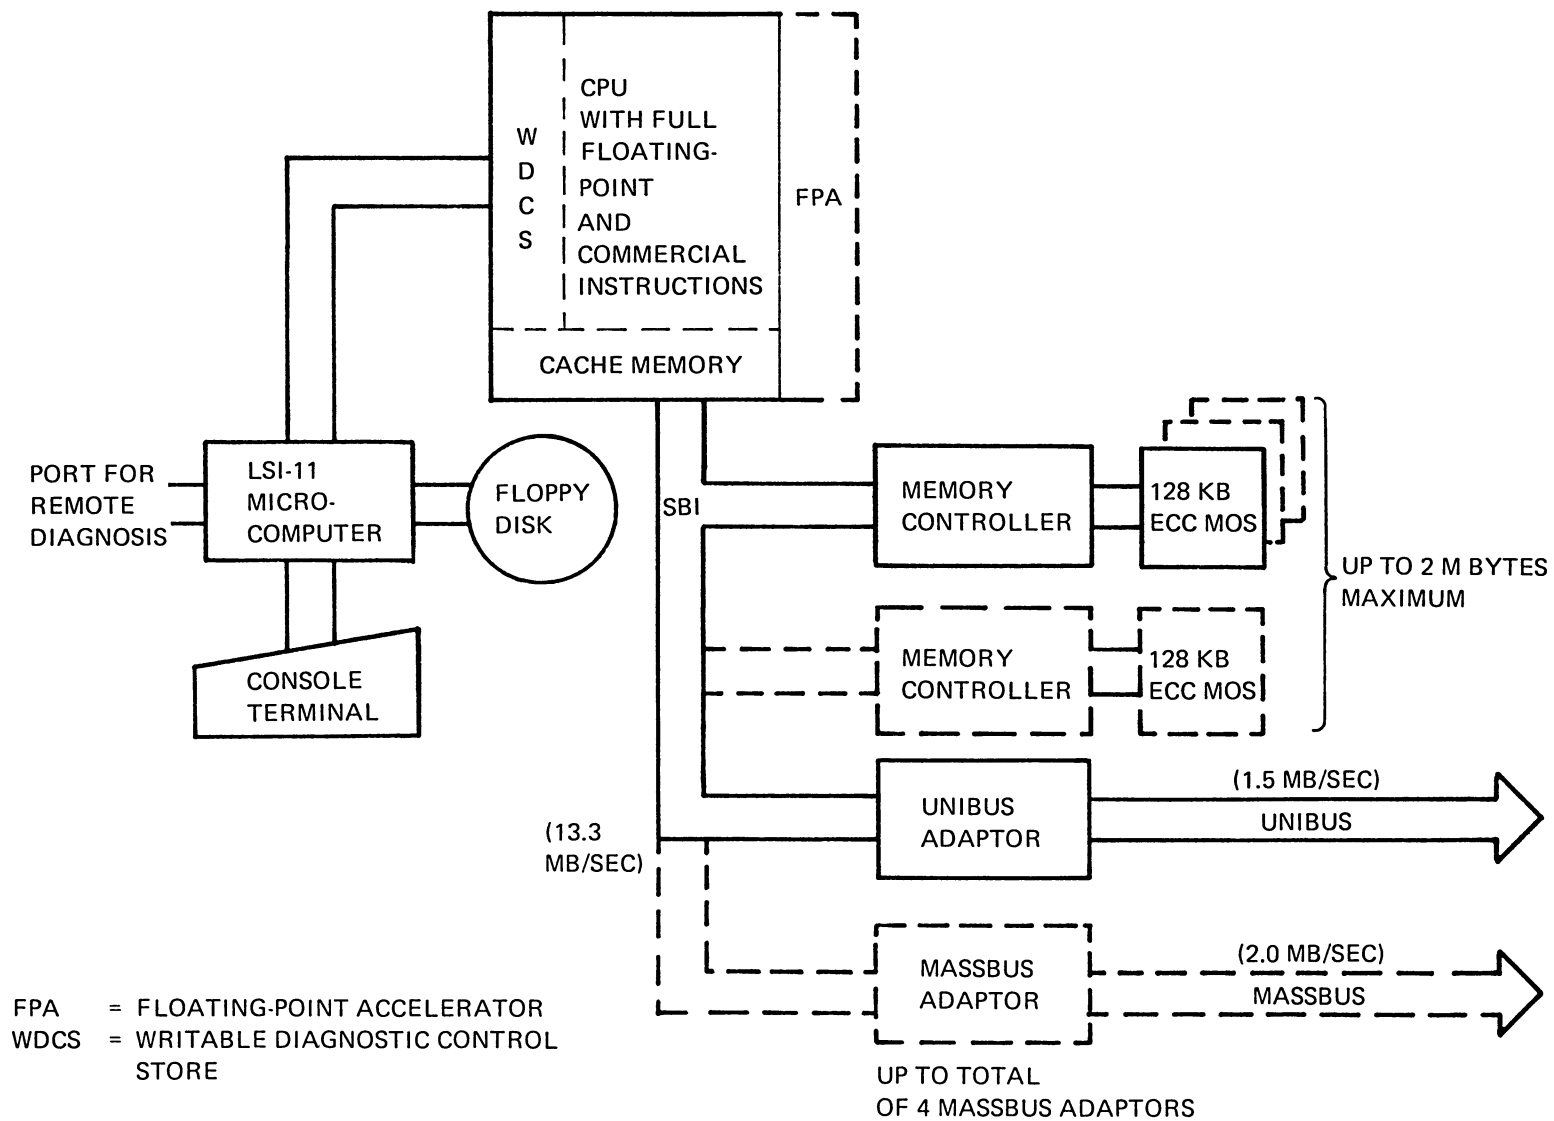 W
D
C
S
CPU
WITH FULL
FLOATING-
POINT
AND
COMMERCIAL
INSTRUCTIONS
FPA
CACHE MEMORY
PORT FOR
REMOTE
DIAGNOSIS
LSI-11
MICRO-
COMPUTER
FLOPPY
DISK
CONSOLE
TERMINAL
SBI
MEMORY
CONTROLLER
128 KB
ECC MOS
UP TO 2 M BYTES
MAXIMUM
MEMORY
CONTROLLER
128 KB
ECC MOS
(13.3
MB/SEC)
UNIBUS
ADAPTOR
(1.5 MB/SEC)
UNIBUS
MASSBUS
ADAPTOR
(2.0 MB/SEC)
MASSBUS
UP TO TOTAL
OF 4 MASSBUS ADAPTORS
FPA = FLOATING-POINT ACCELERATOR
WDCS = WRITABLE DIAGNOSTIC CONTROL
STORE